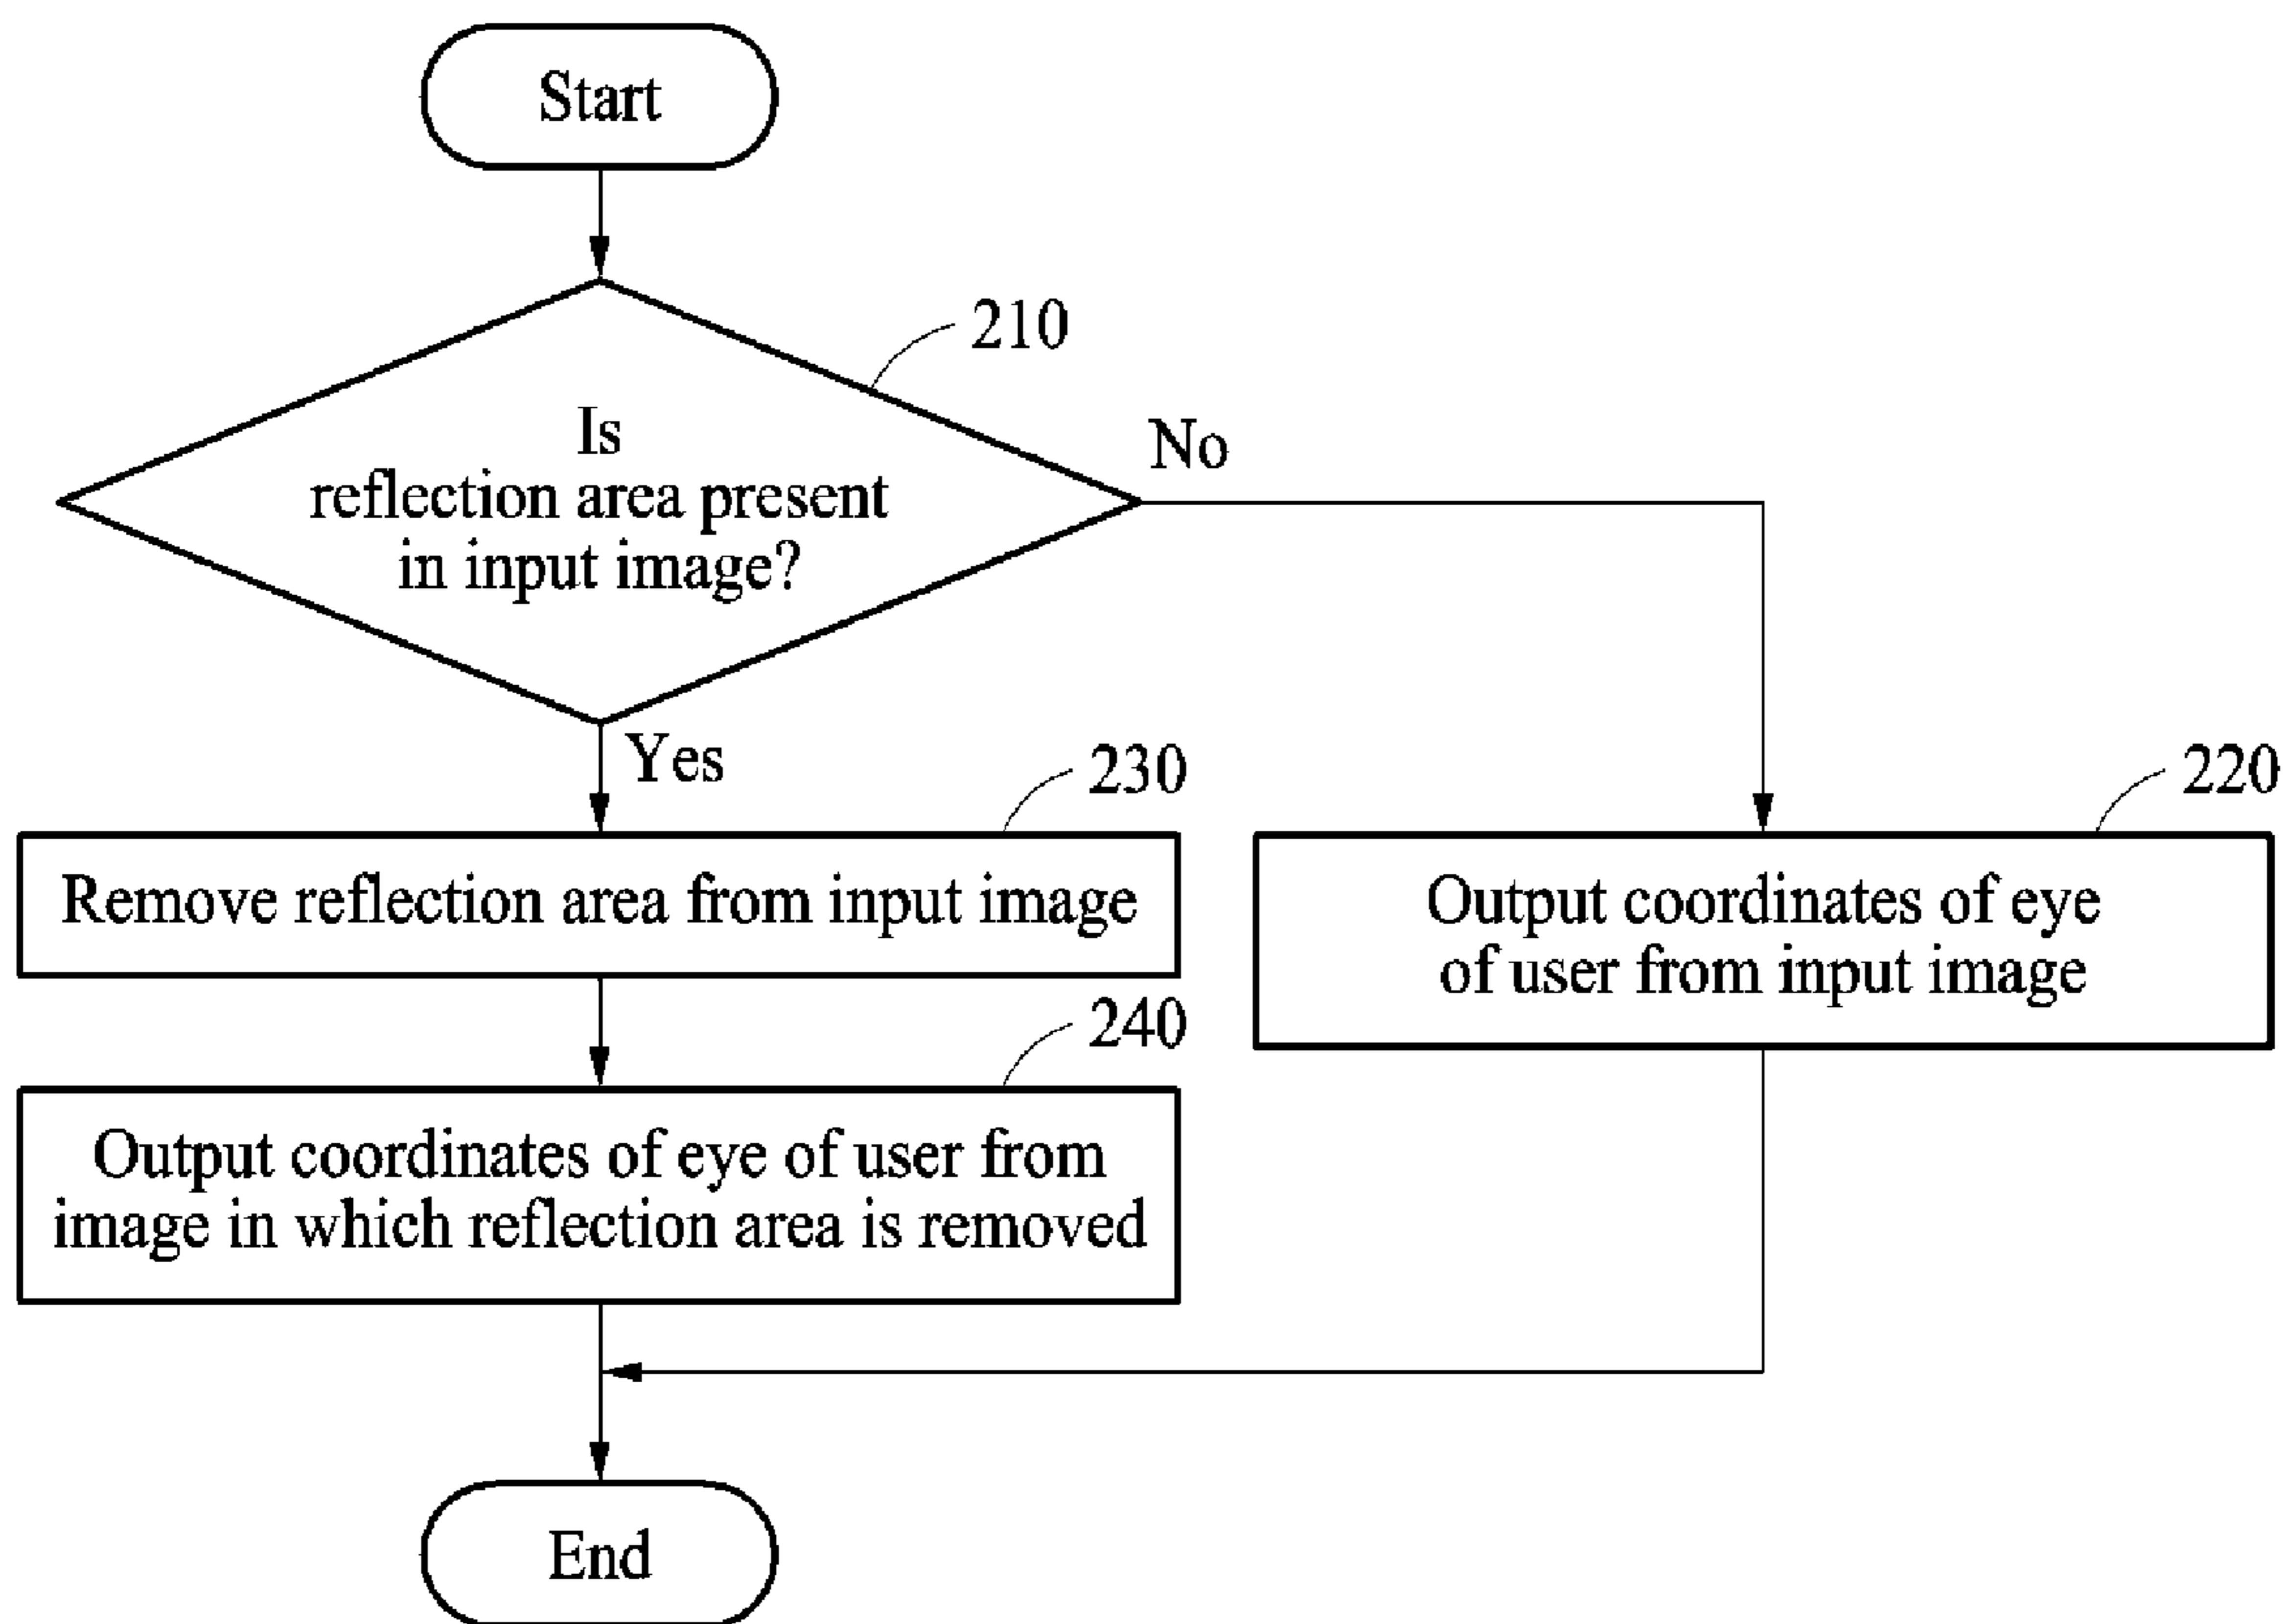 Start
210
Is
reflection area present
in input image?
No
Yes
230
220
Remove reflection area from input image
Output coordinates of eye
of user from input image
240
Output coordinates of eye of user from
image in which reflection area is removed
End